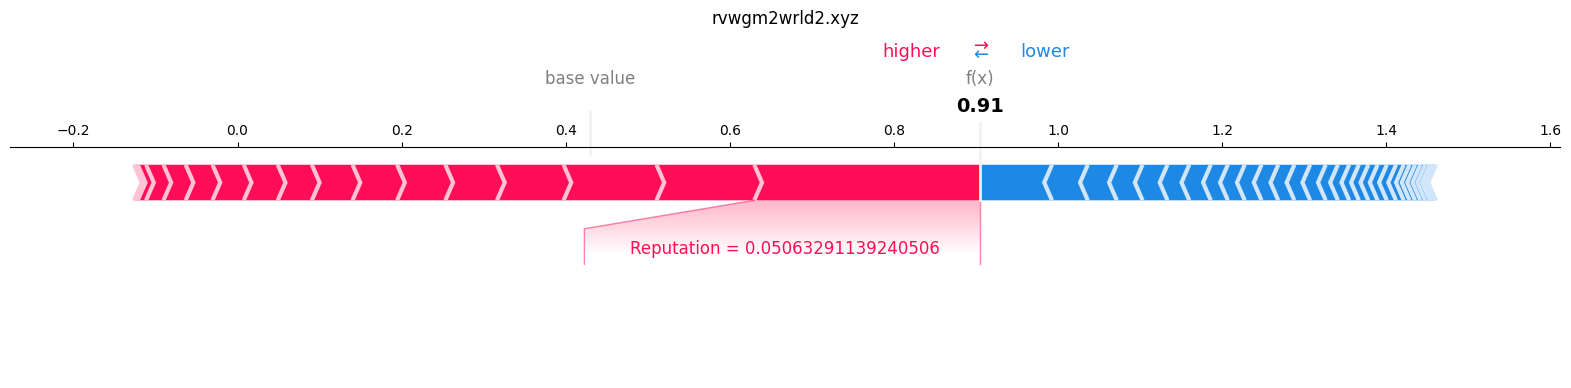 rvwgm2wrld2.xyz
higher ⇄ lower
base value f(x)
0.91
−0.2 0.0 0.2 0.4 0.6 0.8 1.0 1.2 1.4 1.6
Reputation = 0.05063291139240506